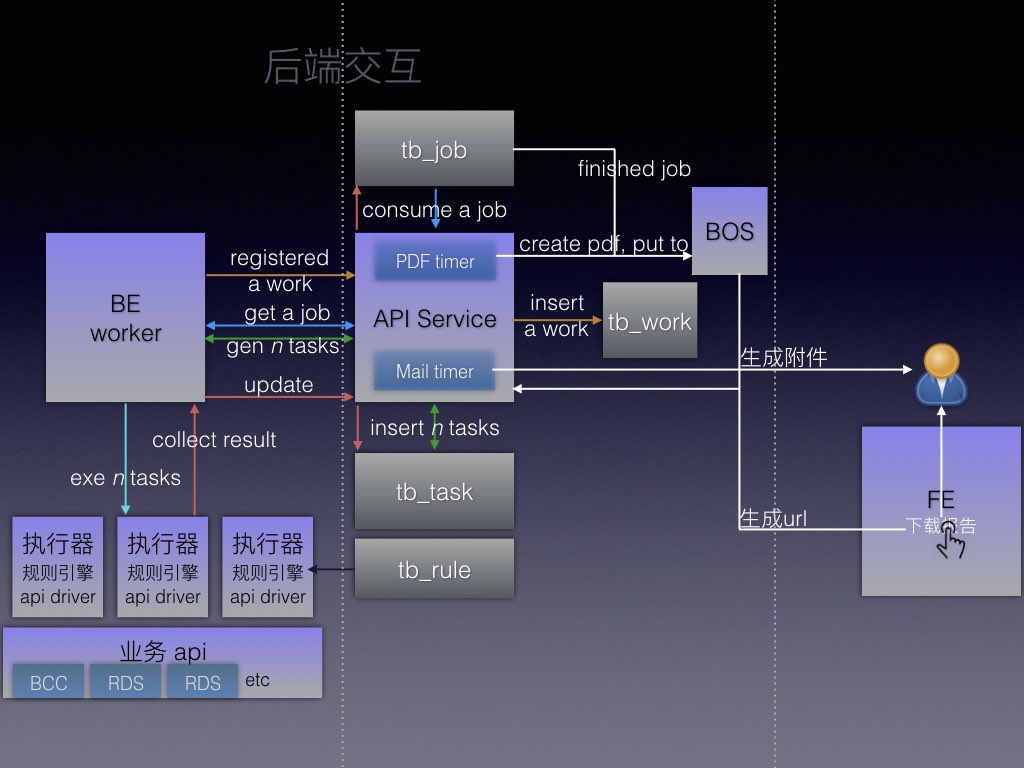 后端交互
tb_job
finished job
consume a job
BOS
create pdf, put to
PDF timer
registered
a work
BE
worker
get a job
API Service
insert
a work
tb_work
gen n tasks
Mail timer
生成附件
update
insert n tasks
collect result
exe n tasks
tb_task
FE
下载报告
生成url
执行器
规则引擎
api driver
执行器
规则引擎
api driver
执行器
规则引擎
api driver
tb_rule
业务 api
BCC
RDS
RDS
etc